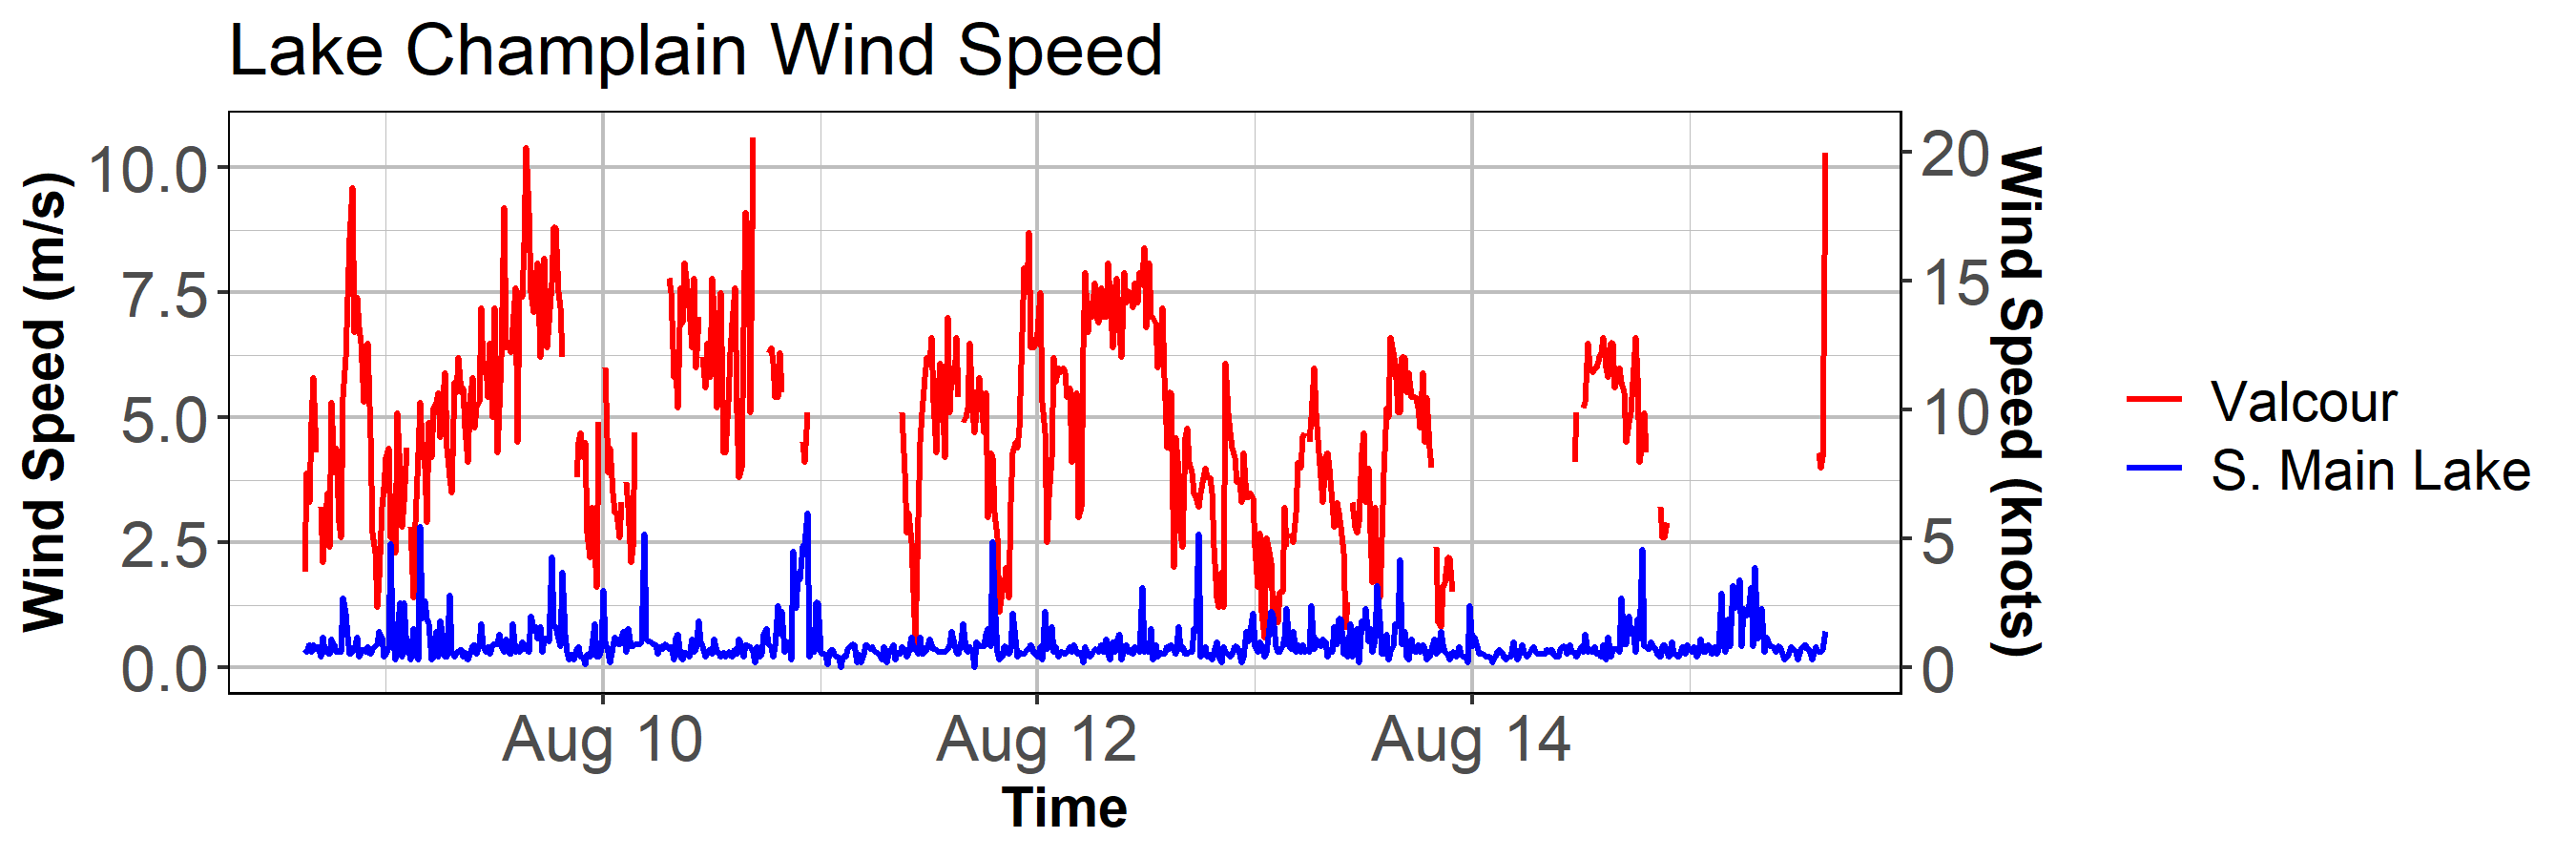 Lake Champlain Wind Speed
Wind Speed (m/s)
10.0
7.5
5.0
2.5
0.0
20
15
10
5
0
Wind Speed (knots)
Aug 10
Aug 12
Aug 14
Time
Valcour
S. Main Lake